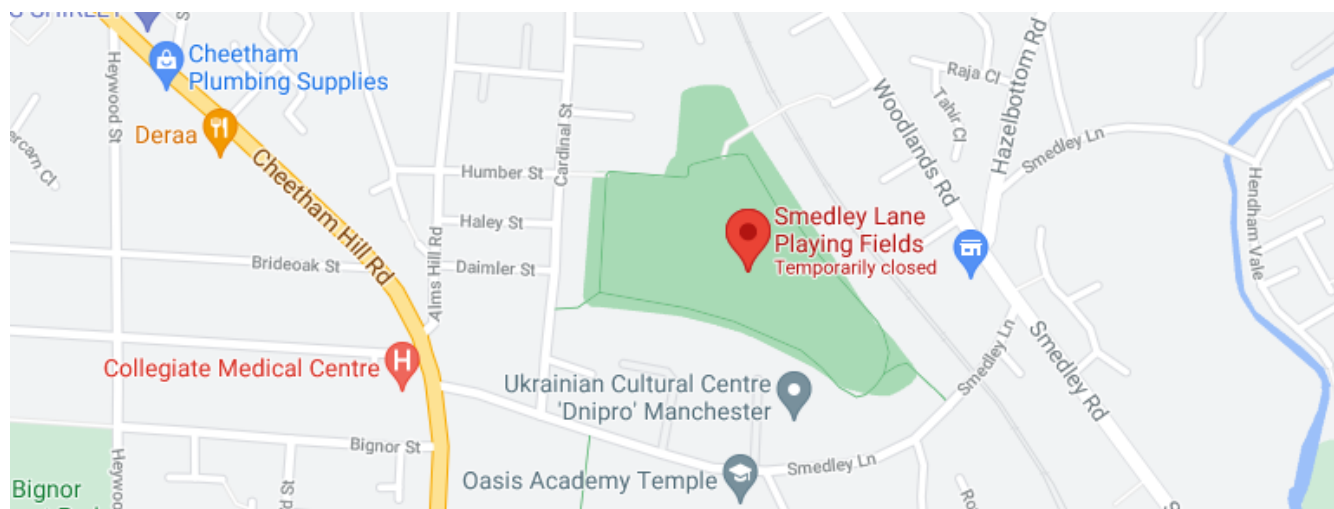 S SHIRLEY
St
Heywood St
Cheetham
Plumbing Supplies
Deraa
Cheetham Hill Rd
Cardinal St
Woodlands Rd
Raja Cl
Tahir Cl
Hazelbottom Rd
Smedley Ln
Hendham Vale
Humber St
Haley St
Alms Hill Rd
Daimler St
Brideoak St
Smedley Lane
Playing Fields
Temporarily closed
Collegiate Medical Centre
H
Ukrainian Cultural Centre
'Dnipro' Manchester
Smedley Ln
Smedley Rd
Bignor St
Oasis Academy Temple
Smedley Ln
Bignor